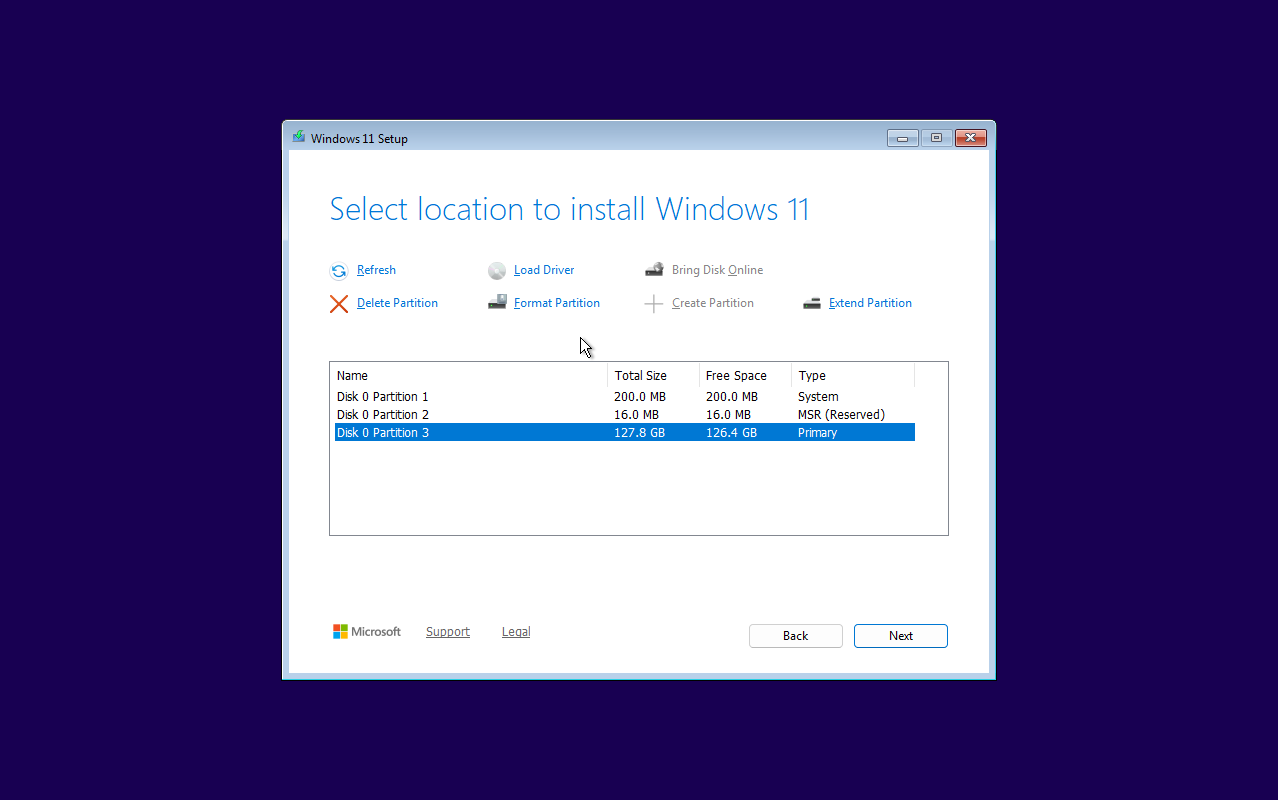 Windows 11 Setup
Select location to install Windows 11
Refresh Load Driver Bring Disk Online
Delete Partition Format Partition Create Partition Extend Partition
Name Total Size Free Space Type
Disk 0 Partition 1 200.0 MB 200.0 MB System
Disk 0 Partition 2 16.0 MB 16.0 MB MSR (Reserved)
Disk 0 Partition 3 127.8 GB 126.4 GB Primary
Microsoft Support Legal Back Next